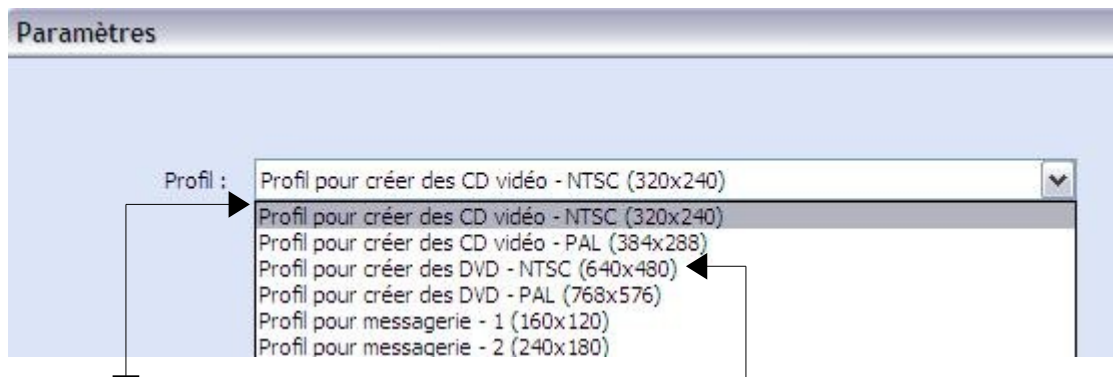 Paramètres
Profil : Profil pour créer des CD vidéo - NTSC (320x240)
Profil pour créer des CD vidéo - NTSC (320x240)
Profil pour créer des CD vidéo - PAL (384x288)
Profil pour créer des DVD - NTSC (640x480)
Profil pour créer des DVD - PAL (768x576)
Profil pour messagerie - 1 (160x120)
Profil pour messagerie - 2 (240x180)